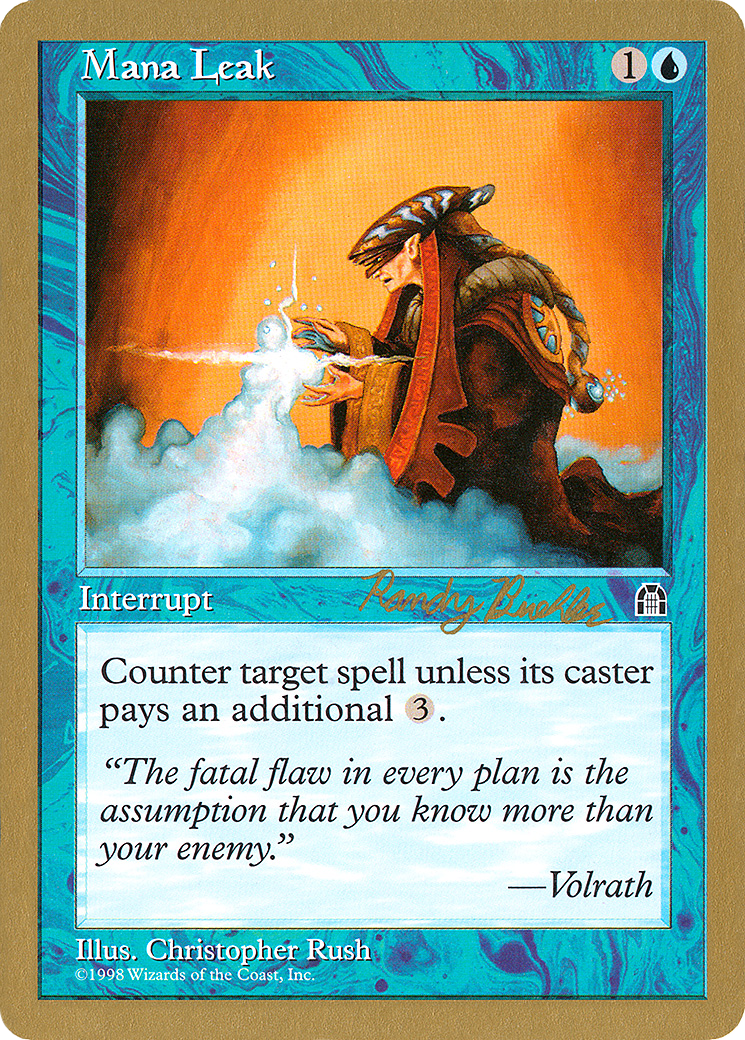 Mana Leak 1
Interrupt
Randy Buehler
Counter target spell unless its caster
pays an additional 3.
“The fatal flaw in every plan is the
assumption that you know more than
your enemy.”
—Volrath
Illus. Christopher Rush
©1998 Wizards of the Coast, Inc.